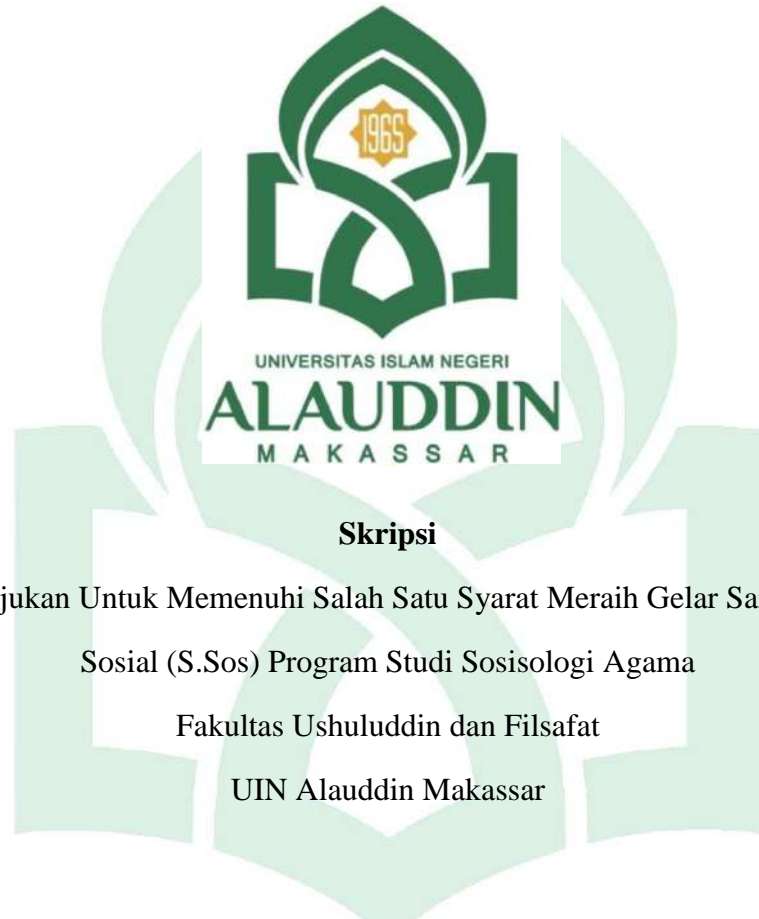 1965
UNIVERSITAS ISLAM NEGERI
ALAUDDIN
MAKASSAR
Skripsi
jukan Untuk Memenuhi Salah Satu Syarat Meraih Gelar Sa
Sosial (S.Sos) Program Studi Sosisologi Agama
Fakultas Ushuluddin dan Filsafat
UIN Alauddin Makassar